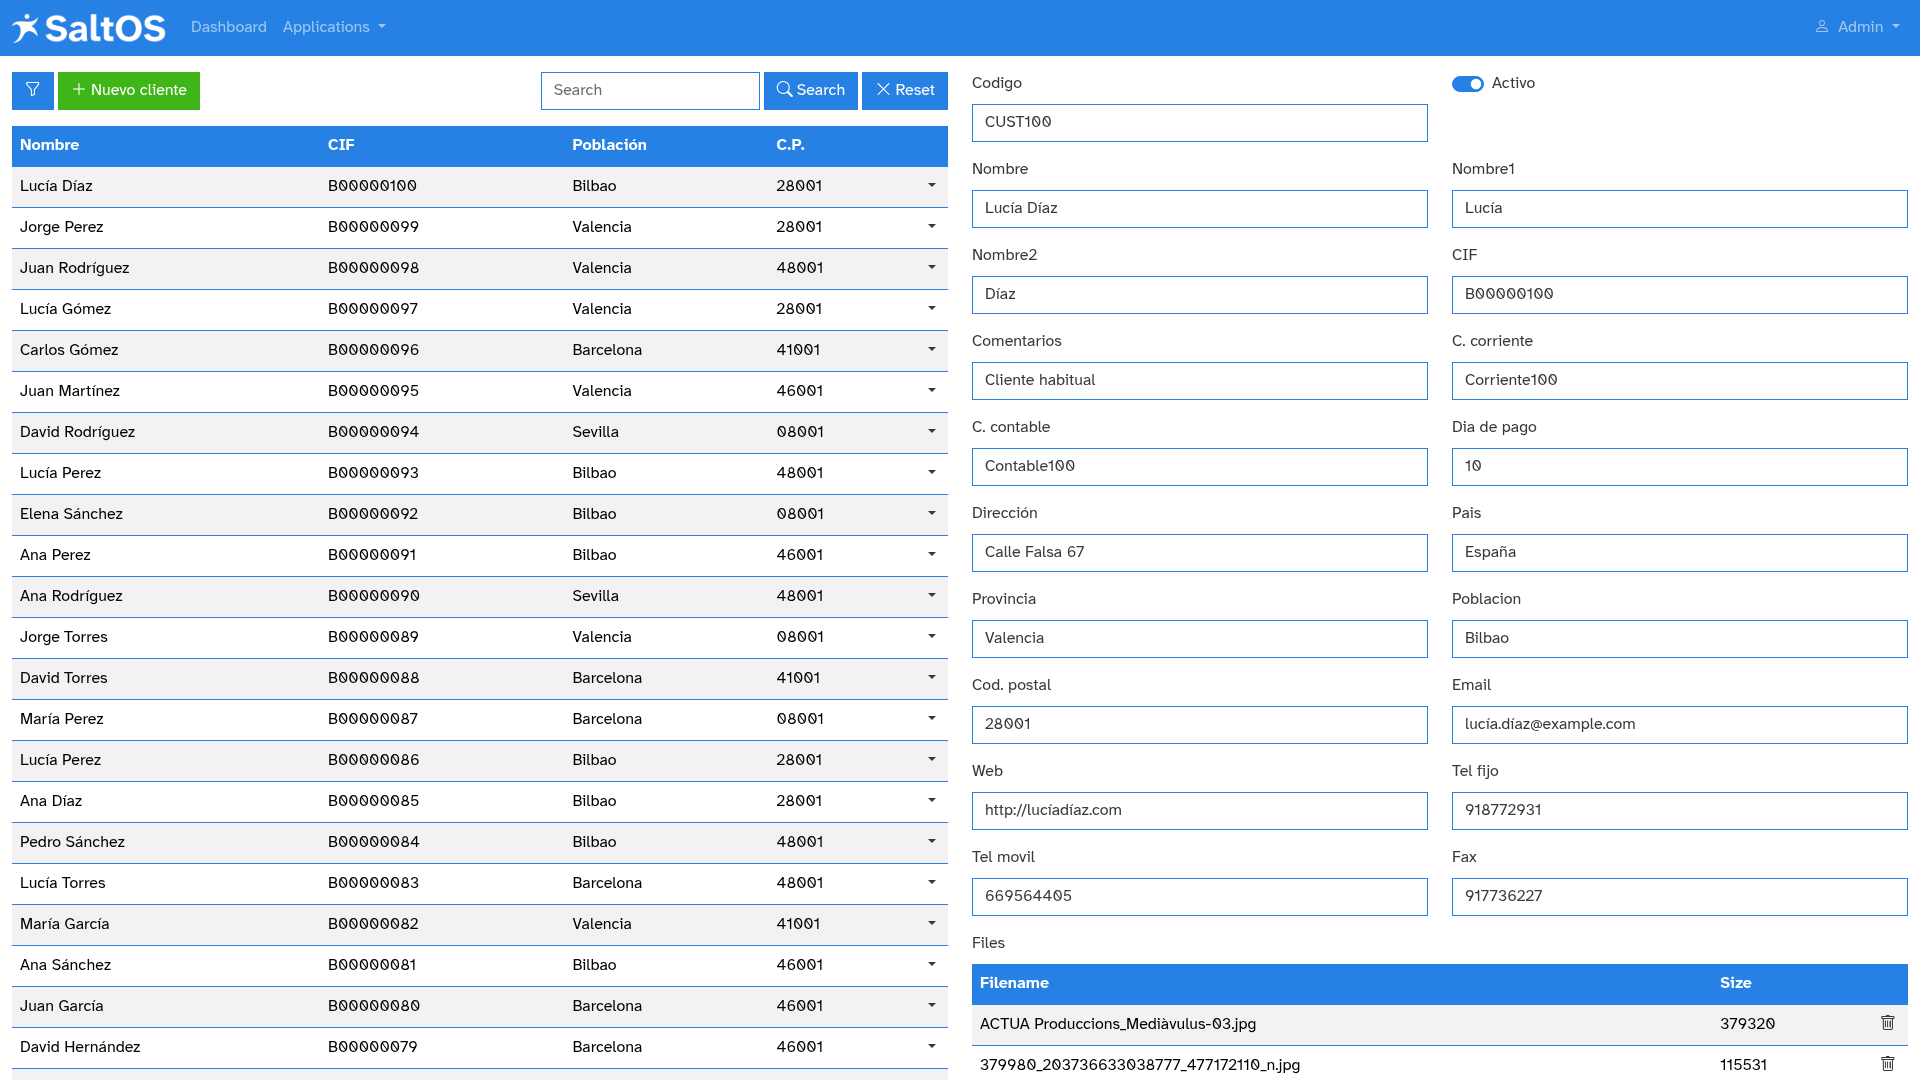 SaltOS Dashboard Applications Admin
Nuevo cliente Search Search Reset
Nombre CIF Población C.P.
Lucía Díaz B00000100 Bilbao 28001
Jorge Perez B00000099 Valencia 28001
Juan Rodríguez B00000098 Valencia 48001
Lucía Gómez B00000097 Valencia 28001
Carlos Gómez B00000096 Barcelona 41001
Juan Martínez B00000095 Valencia 46001
David Rodríguez B00000094 Sevilla 08001
Lucía Perez B00000093 Bilbao 48001
Elena Sánchez B00000092 Bilbao 08001
Ana Perez B00000091 Bilbao 46001
Ana Rodríguez B00000090 Sevilla 48001
Jorge Torres B00000089 Valencia 08001
David Torres B00000088 Barcelona 41001
María Perez B00000087 Barcelona 08001
Lucía Perez B00000086 Bilbao 28001
Ana Díaz B00000085 Bilbao 28001
Pedro Sánchez B00000084 Bilbao 48001
Lucía Torres B00000083 Barcelona 48001
María García B00000082 Valencia 41001
Ana Sánchez B00000081 Bilbao 46001
Juan García B00000080 Barcelona 46001
David Hernández B00000079 Barcelona 46001
Codigo Activo
CUST100
Nombre Nombre1
Lucía Díaz Lucía
Nombre2 CIF
Díaz B00000100
Comentarios C. corriente
Cliente habitual Corriente100
C. contable Dia de pago
Contable100 10
Dirección Pais
Calle Falsa 67 España
Provincia Poblacion
Valencia Bilbao
Cod. postal Email
28001 lucía.díaz@example.com
Web Tel fijo
http://lucíadíaz.com 918772931
Tel movil Fax
669564405 917736227
Files
Filename Size
ACTUA Produccions_Mediàvulus-03.jpg 379320
379980_203736633038777_477172110_n.jpg 115531